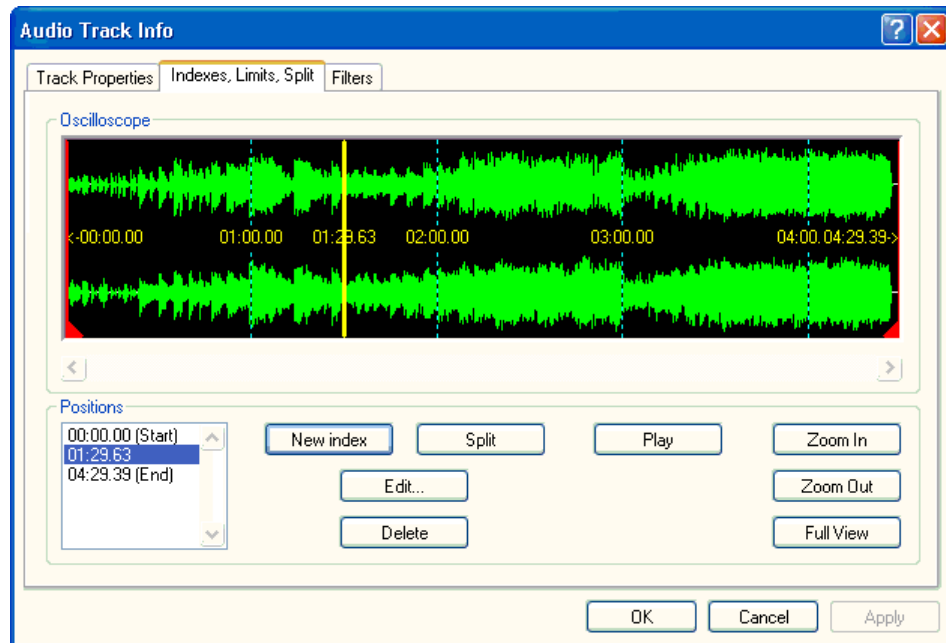 Audio Track Info
Track Properties
Indexes, Limits, Split
Filters
Oscilloscope
<-00:00.00 01:00.00 01:29.63 02:00.00 03:00.00 04:00.04:29.39->
Positions
00:00.00 (Start)
01:29.63
04:29.39 (End)
New index
Split
Play
Zoom In
Edit...
Zoom Out
Delete
Full View
OK
Cancel
Apply